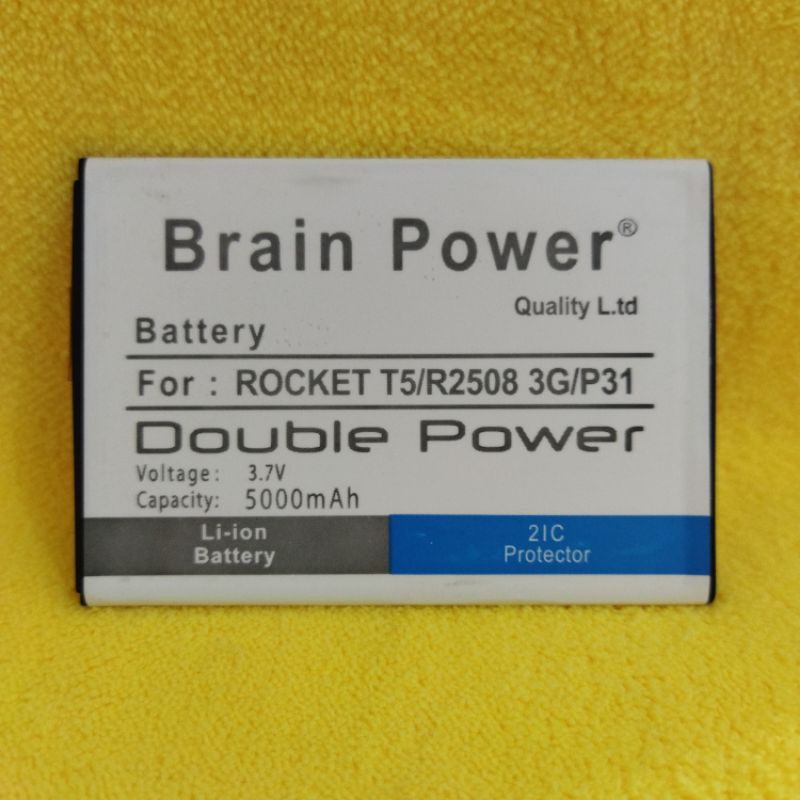 Brain Power®
Quality L.td
Battery
For : ROCKET T5/R2508 3G/P31
Double Power
Voltage: 3.7V
Capacity: 5000mAh
Li-ion
Battery
2IC
Protector